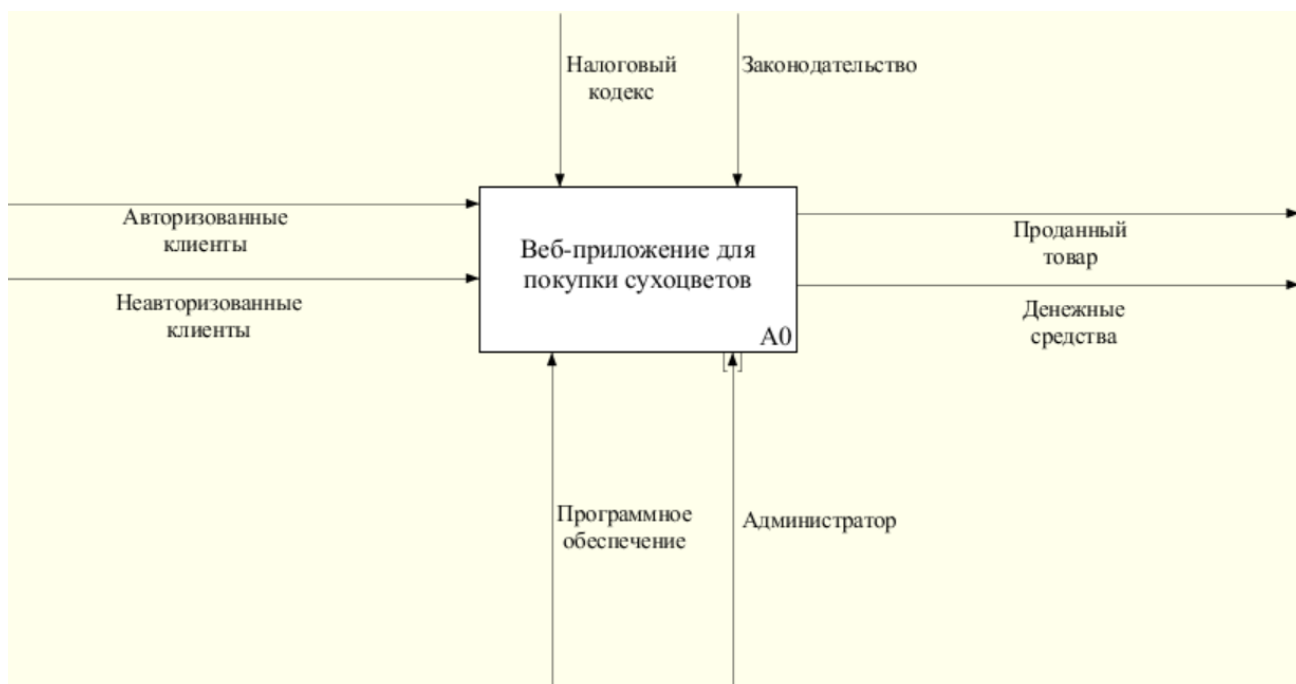 Налоговый
кодекс
Законодательство
Авторизованные
клиенты
Неавторизованные
клиенты
Веб-приложение для
покупки сухоцветов
A0
Проданный
товар
Денежные
средства
Программное
обеспечение
Администратор